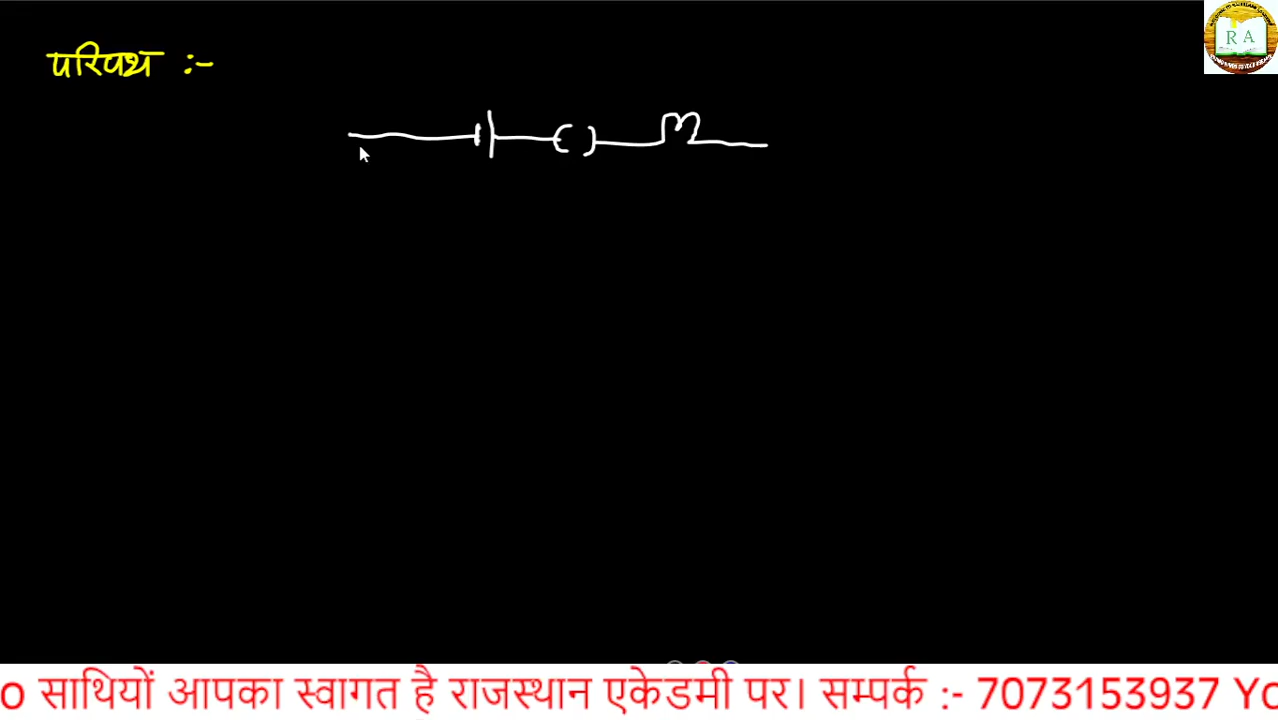 परिपथ :-
R A
o साथियों आपका स्वागत है राजस्थान एकेडमी पर। सम्पर्क :- 7073153937 Yo